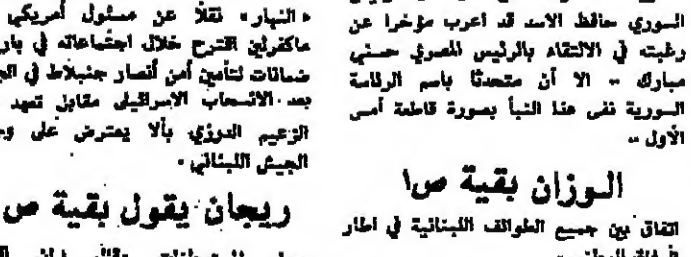 السوري حافظ الاسد قد اعرب مؤخرا عن
رغبته في الالتقاء بالرئيس المصري حسني
مبارك .. الا أن متحدثا باسم الرئاسة
السورية نفى هذا النبأ بصورة قاطعة أمس
الأول ..
الوزان بقية ص١
اتفاق بين جميع الطوائف اللبنانية في اطار
« النهار » نقلا عن مسئول أمريكي
ماكفرلين اقترح خلال اجتماعاته في
ضمانات لتأمين أمن أنصار جنبلاط في
بعد الانسحاب الاسرائيلي مقابل تعهد
الزعيم الدرزي بألا يعترض على
الجيش اللبناني .
ريجان يقول بقية ص